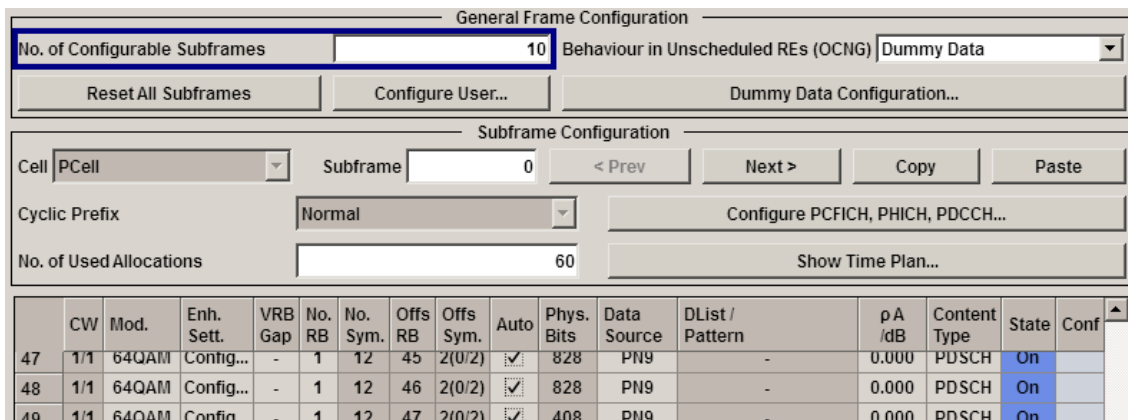 General Frame Configuration
No. of Configurable Subframes 10 Behaviour in Unscheduled REs (OCNG) Dummy Data
Reset All Subframes Configure User... Dummy Data Configuration...
Subframe Configuration
Cell PCell Subframe 0 < Prev Next > Copy Paste
Cyclic Prefix Normal Configure PCFICH, PHICH, PDCCH...
No. of Used Allocations 60 Show Time Plan...
CW Mod. Enh. Sett. VRB Gap No. RB No. Sym. Offs RB Offs Sym. Auto Phys. Bits Data Source DList / Pattern ρ A /dB Content Type State Conf
47 1/1 64QAM Config... - 1 12 45 2(0/2) 828 PN9 - 0.000 PDSCH On
48 1/1 64QAM Config... - 1 12 46 2(0/2) 828 PN9 - 0.000 PDSCH On
49 1/1 64QAM Config... - 1 12 47 2(0/2) 408 PN9 - 0.000 PDSCH On